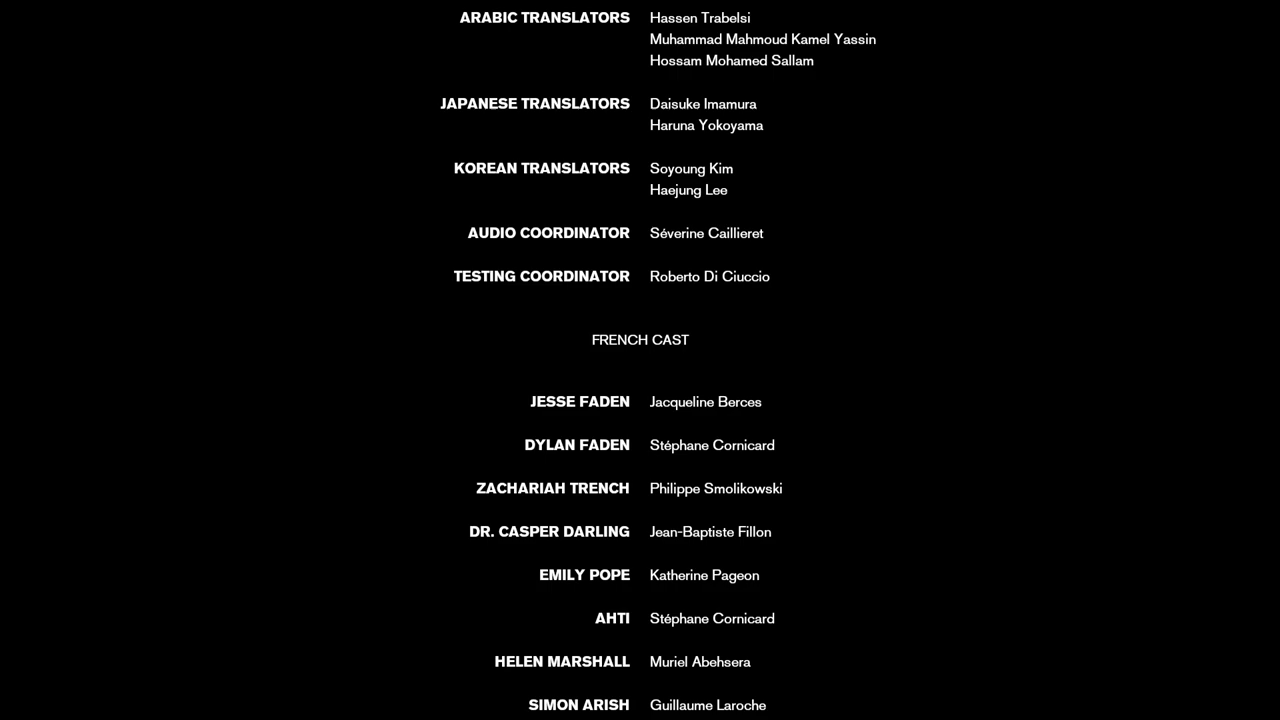 ARABIC TRANSLATORS Hassen Trabelsi
Muhammad Mahmoud Kamel Yassin
Hossam Mohamed Sallam
JAPANESE TRANSLATORS Daisuke Imamura
Haruna Yokoyama
KOREAN TRANSLATORS Soyoung Kim
Haejung Lee
AUDIO COORDINATOR Séverine Caillieret
TESTING COORDINATOR Roberto Di Ciuccio
FRENCH CAST
JESSE FADEN Jacqueline Berces
DYLAN FADEN Stéphane Cornicard
ZACHARIAH TRENCH Philippe Smolikowski
DR. CASPER DARLING Jean-Baptiste Fillon
EMILY POPE Katherine Pageon
AHTI Stéphane Cornicard
HELEN MARSHALL Muriel Abehsera
SIMON ARISH Guillaume Laroche